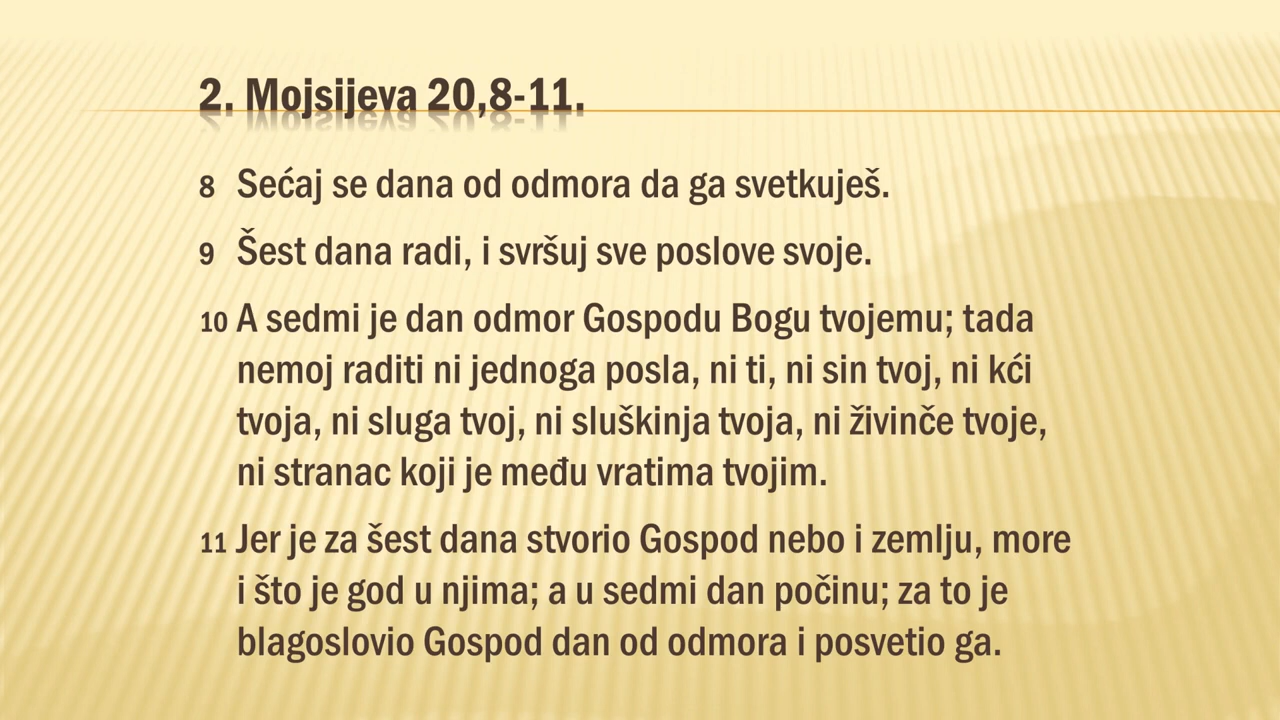 2. Mojsijeva 20,8-11.
8 Sećaj se dana od odmora da ga svetkuješ.
9 Šest dana radi, i svršuj sve poslove svoje.
10 A sedmi je dan odmor Gospodu Bogu tvojemu; tada
nemoj raditi ni jednoga posla, ni ti, ni sin tvoj, ni kći
tvoja, ni sluga tvoj, ni sluškinja tvoja, ni živinče tvoje,
ni stranac koji je među vratima tvojim.
11 Jer je za šest dana stvorio Gospod nebo i zemlju, more
i što je god u njima; a u sedmi dan počinu; za to je
blagoslovio Gospod dan od odmora i posvetio ga.